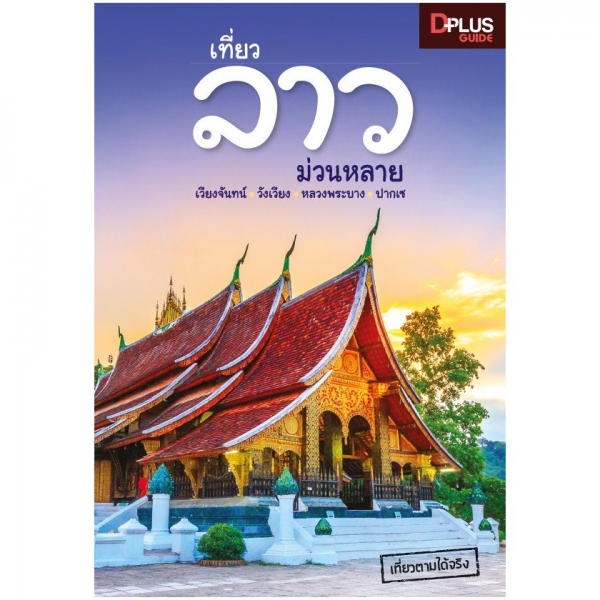 DPLUS
GUIDE
เที่ยว
ลาว
ม่วนหลาย
เวียงจันทน์ • วังเวียง • หลวงพระบาง • ปากเซ
เที่ยวตามได้จริง